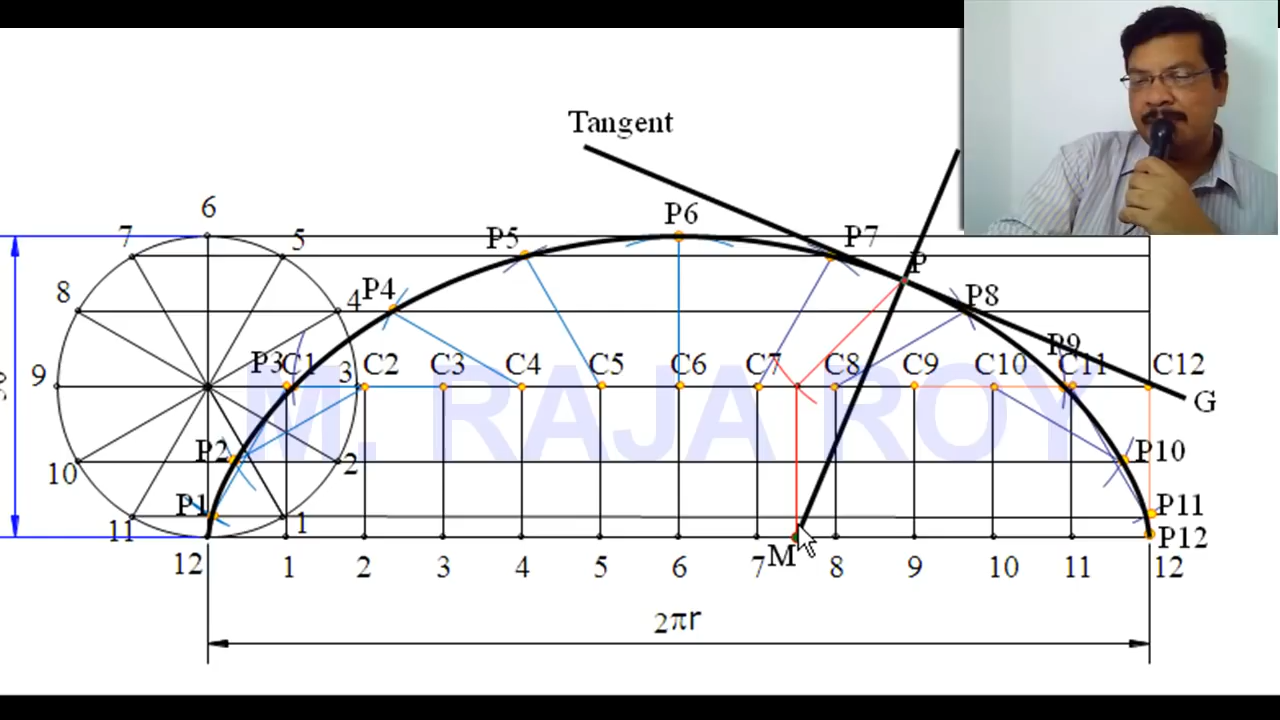 Tangent
6
P6
7
5
P5
P7
P
8
4
P4
P8
P9
9
P3
C1
3
C2
C3
C4
C5
C6
C7
C8
C9
C10
C11
C12
G
M. RAJA ROY
P2
2
10
P10
P1
11
1
P11
P12
12
1
2
3
4
5
6
7
M
8
9
10
11
12
2πr